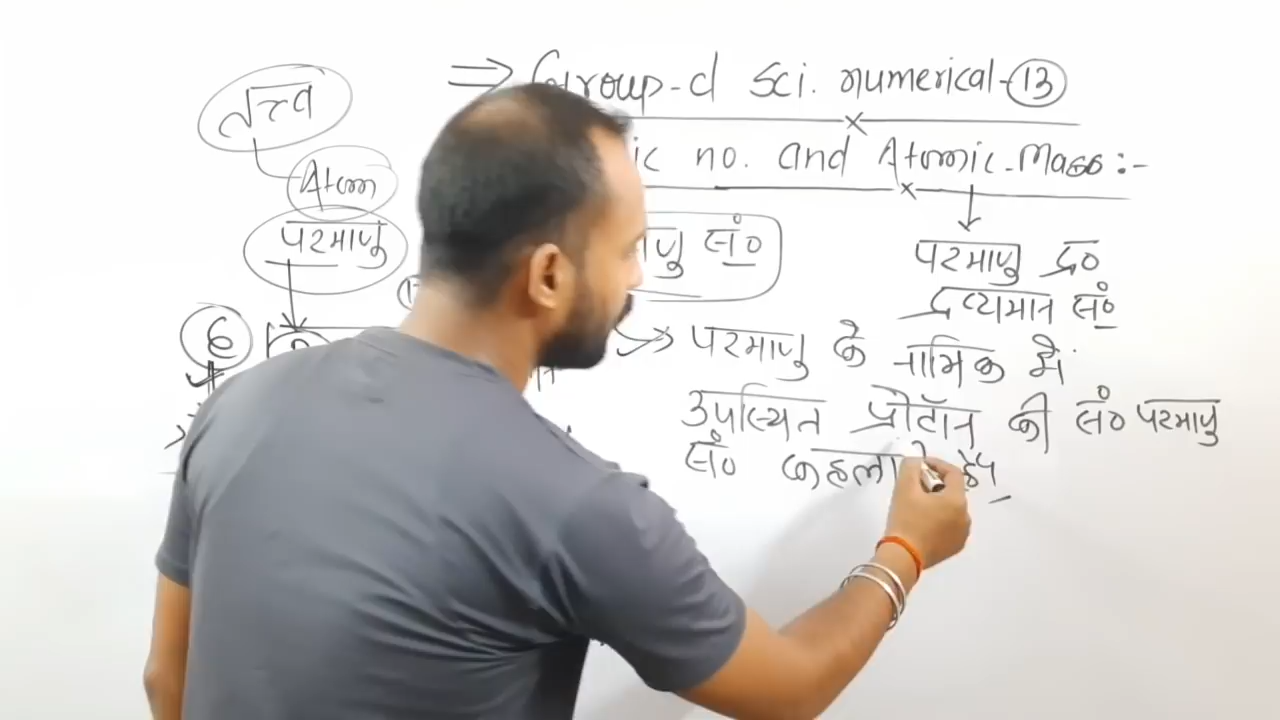 ⇒ Group-d Sci. numerical-13
ic no. and Atomic-Mass:-
तत्व
Atom
परमाणु
6
णु सं०
परमाणु द्र०
द्रव्यमान सं०
परमाणु के नाभिक में
उपस्थित प्रोटॉन की सं० परमाणु
सं० कहलाते है।